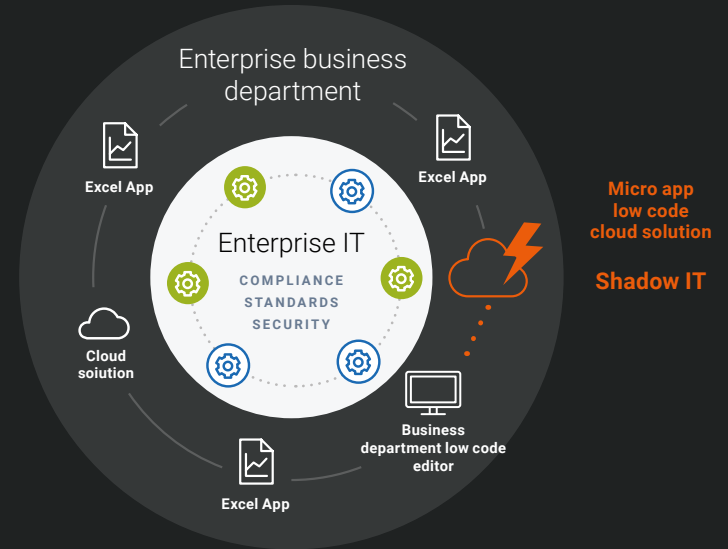 Enterprise business
department
Excel App
Excel App
Micro app
low code
cloud solution
Shadow IT
Enterprise IT
COMPLIANCE
STANDARDS
SECURITY
Cloud
soiution
Business
department low code
editor
Excel App